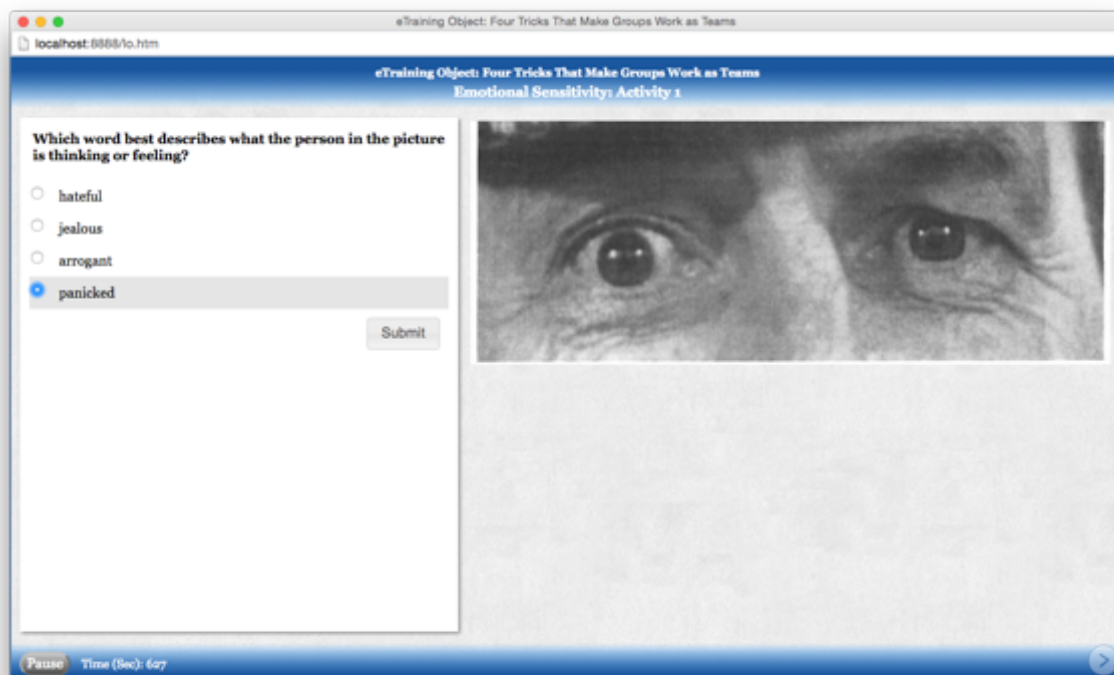 eTraining Object: Four Tricks That Make Groups Work as Teams
localhost:8888/lo.htm
eTraining Object: Four Tricks That Make Groups Work as Teams
Emotional Sensitivity: Activity 1
Which word best describes what the person in the picture
is thinking or feeling?
hateful
jealous
arrogant
panicked
Submit
Pause Time (Sec): 627